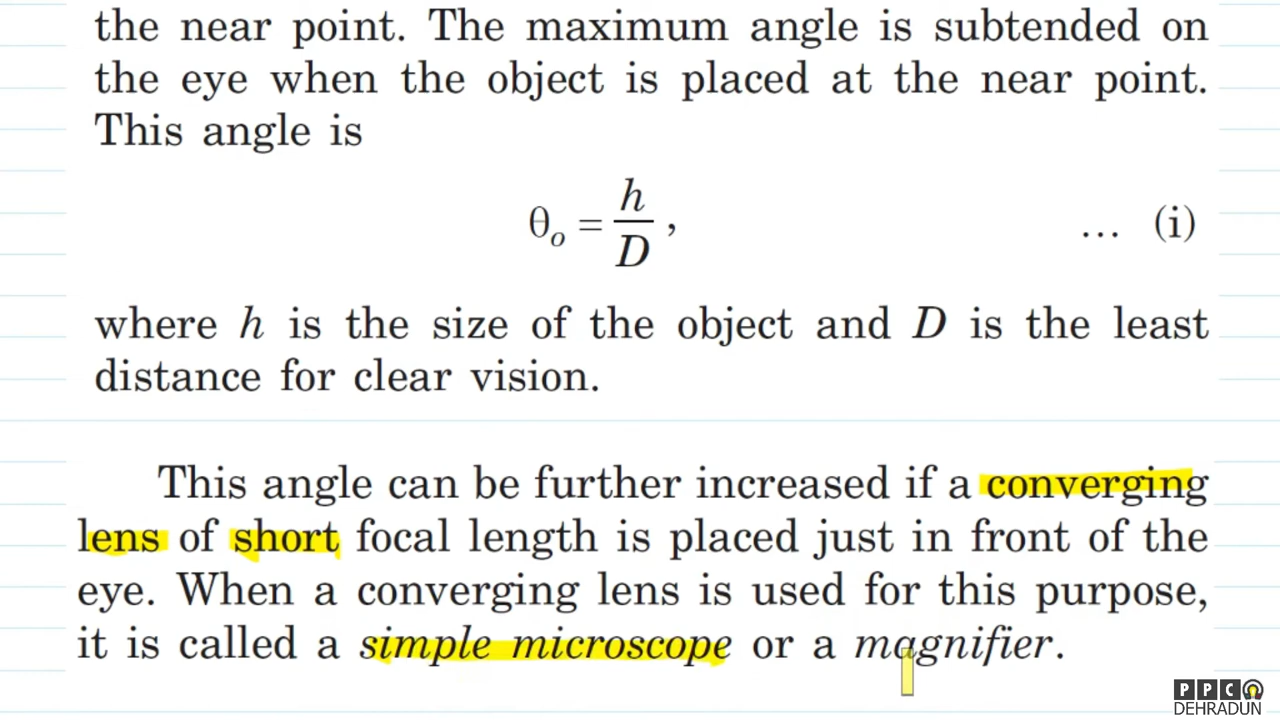 the near point. The maximum angle is subtended on
the eye when the object is placed at the near point.
This angle is
θₒ = h/D , ... (i)
where h is the size of the object and D is the least
distance for clear vision.
This angle can be further increased if a converging
lens of short focal length is placed just in front of the
eye. When a converging lens is used for this purpose,
it is called a simple microscope or a magnifier.
PPC
DEHRADUN